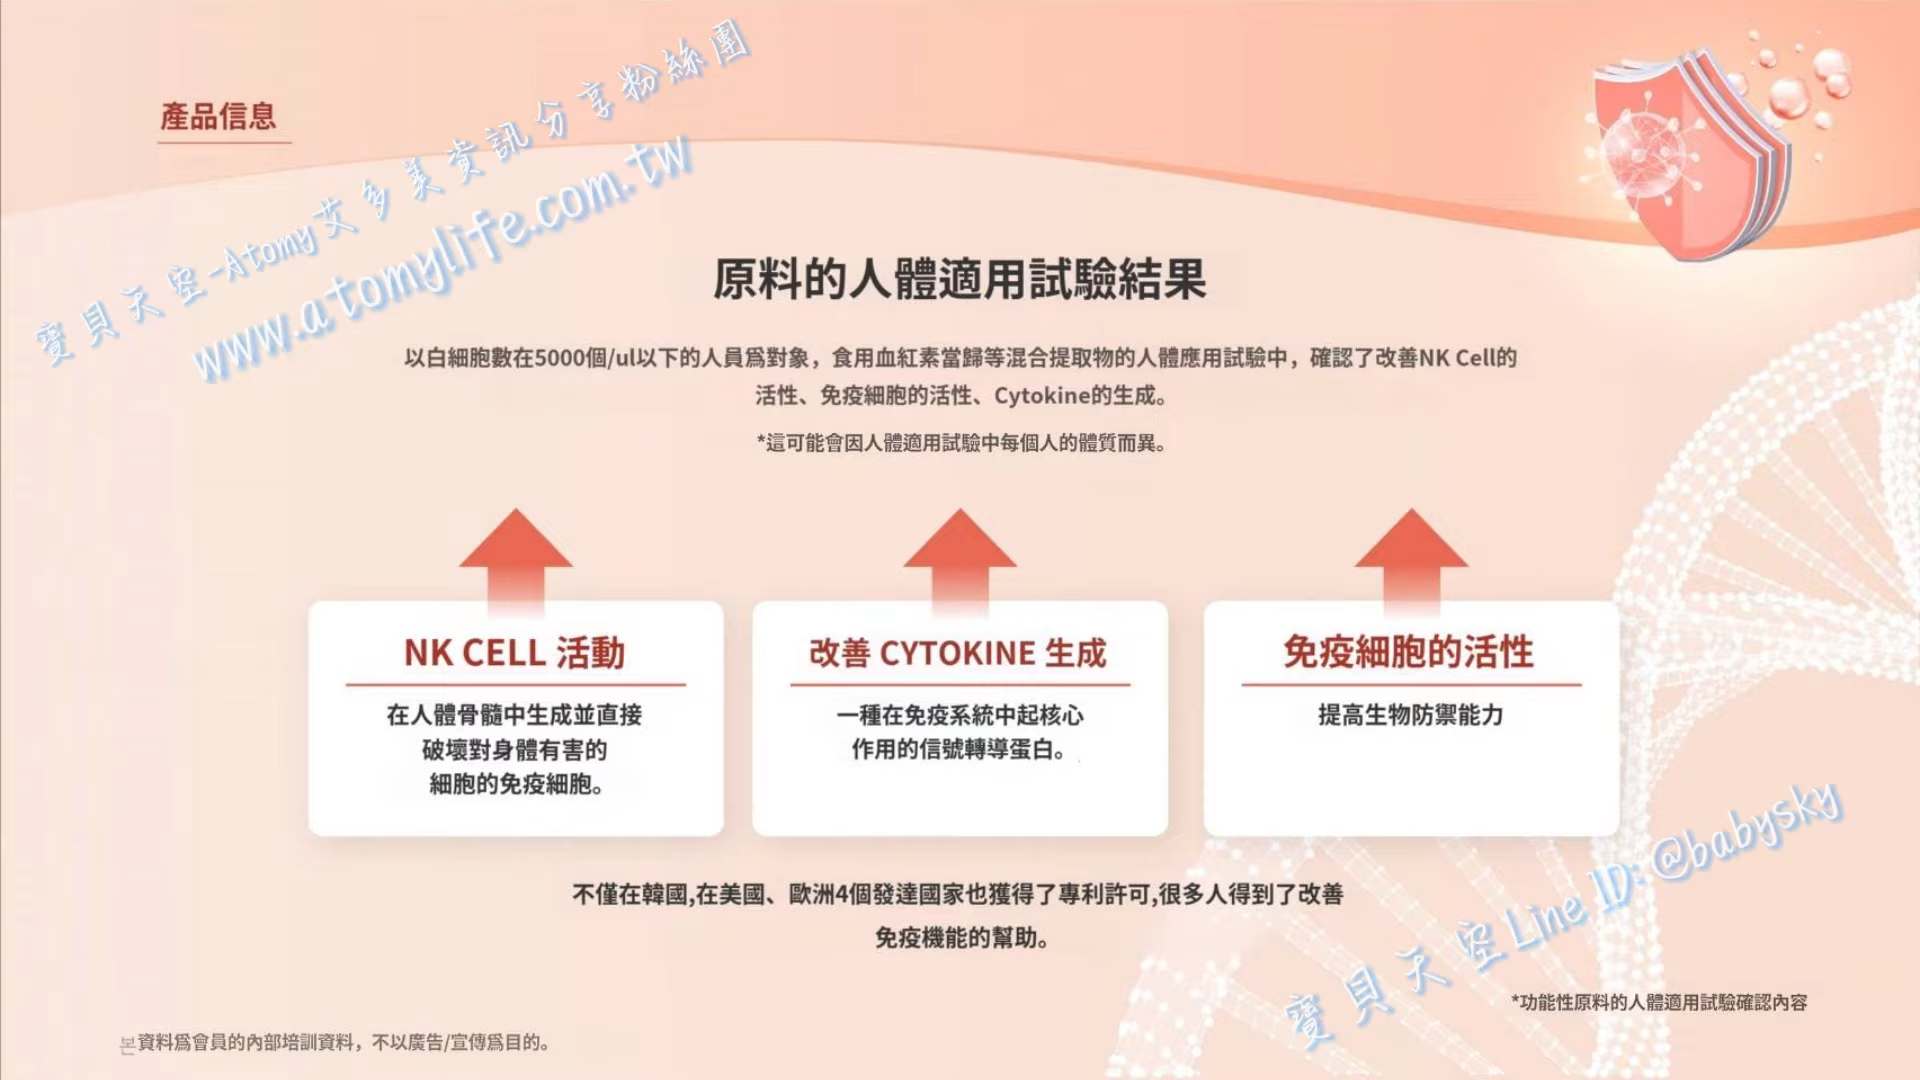 產品信息
寶貝天空-Atomy艾多美資訊分享粉絲團
www.atomylife.com.tw
原料的人體適用試驗結果
以白細胞數在5000個/ul以下的人員爲對象，食用血紅素當歸等混合提取物的人體應用試驗中，確認了改善NK Cell的
活性、免疫細胞的活性、Cytokine的生成。
*這可能會因人體適用試驗中每個人的體質而異。
NK CELL 活動
在人體骨髓中生成並直接
破壞對身體有害的
細胞的免疫細胞。
改善 CYTOKINE 生成
一種在免疫系統中起核心
作用的信號轉導蛋白。
免疫細胞的活性
提高生物防禦能力
不僅在韓國,在美國、歐洲4個發達國家也獲得了專利許可,很多人得到了改善
免疫機能的幫助。
寶貝天空Line ID:@babysky
*功能性原料的人體適用試驗確認內容
본資料爲會員的內部培訓資料，不以廣告/宣傳爲目的。